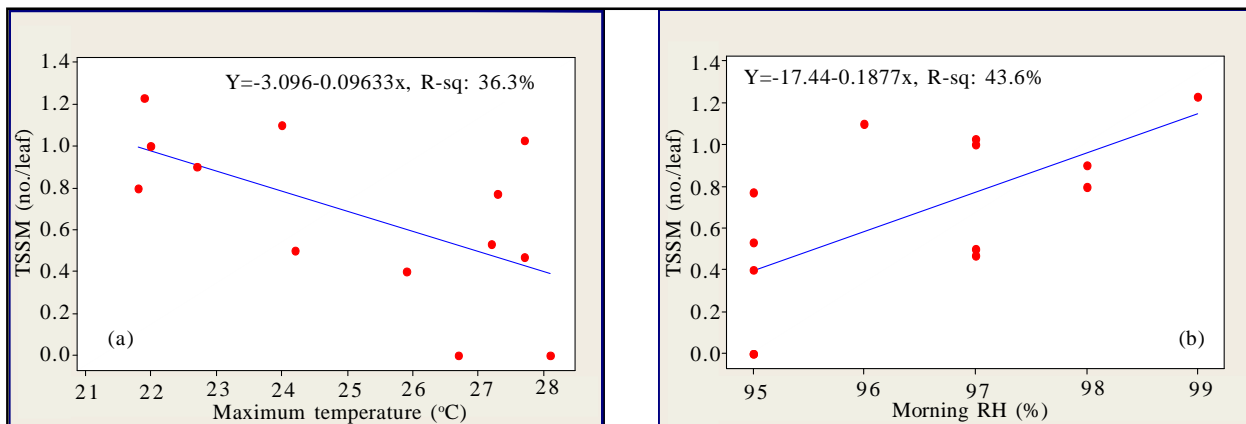 Y=-3.096-0.09633x, R-sq: 36.3%
TSSM (no./leaf)
1.4
1.2
1.0
0.8
0.6
0.4
0.2
0.0
(a)
21 22 23 24 25 26 27 28
Maximum temperature (°C)
Y=-17.44-0.1877x, R-sq: 43.6%
TSSM (no./leaf)
1.4
1.2
1.0
0.8
0.6
0.4
0.2
0.0
(b)
95 96 97 98 99
Morning RH (%)